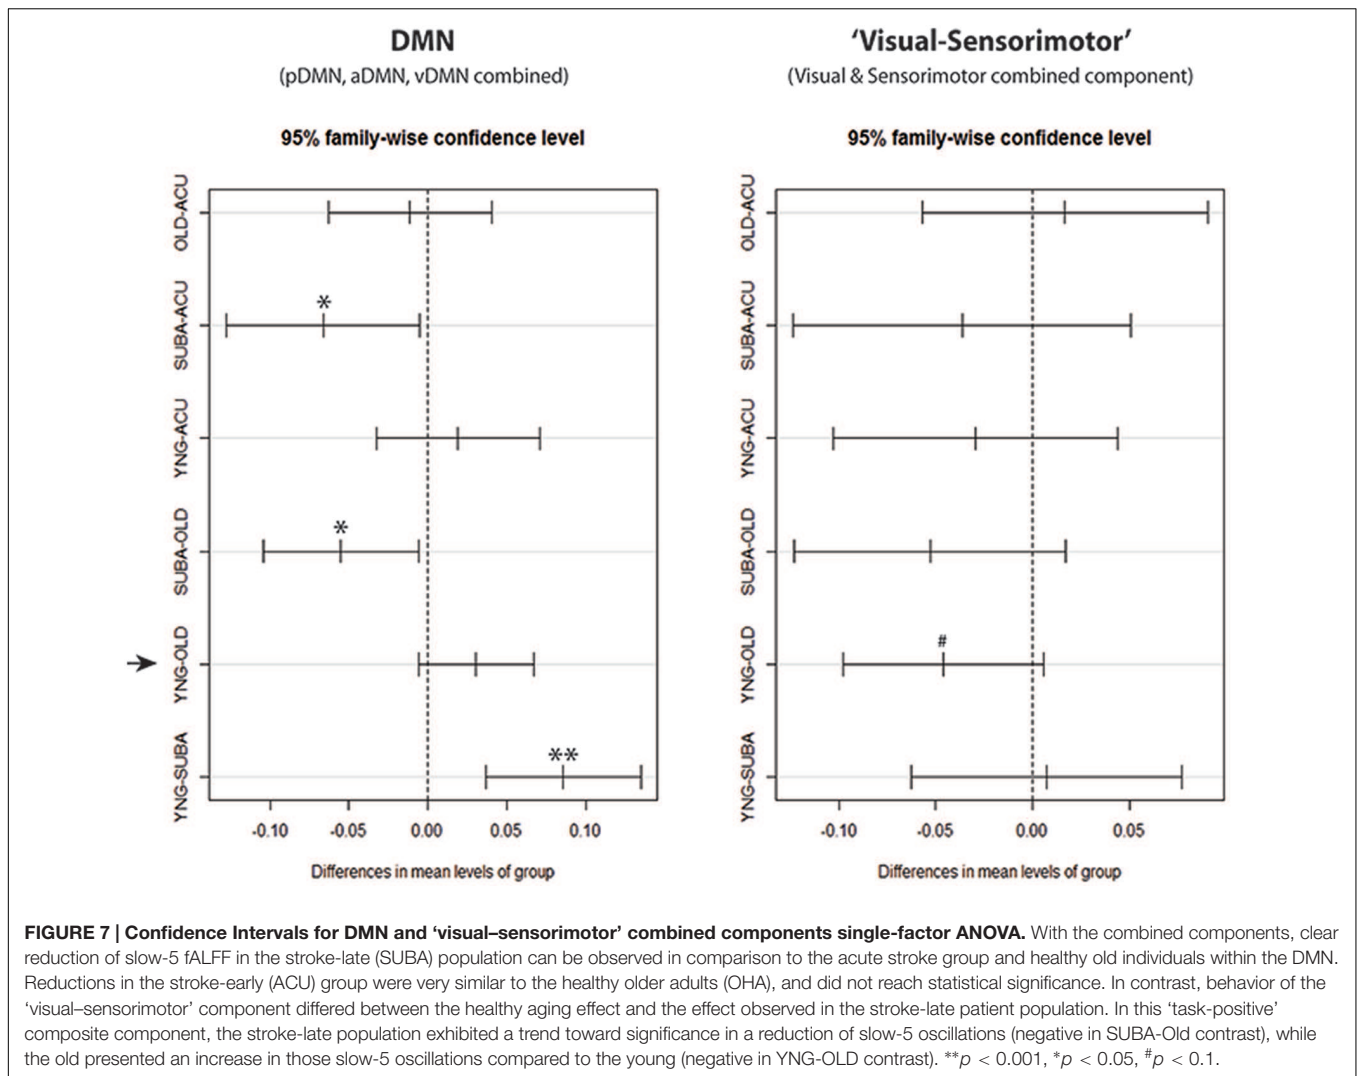 DMN
(pDMN, aDMN, vDMN combined)
95% family-wise confidence level
OLD-ACU
SUBA-ACU
*
YNG-ACU
SUBA-OLD
*
YNG-OLD
YNG-SUBA
**
-0.10 -0.05 0.00 0.05 0.10
Differences in mean levels of group
‘Visual-Sensorimotor’
(Visual & Sensorimotor combined component)
95% family-wise confidence level
OLD-ACU
SUBA-ACU
YNG-ACU
SUBA-OLD
YNG-OLD
#
YNG-SUBA
-0.10 -0.05 0.00 0.05
Differences in mean levels of group
FIGURE 7 | Confidence Intervals for DMN and ‘visual–sensorimotor’ combined components single-factor ANOVA. With the combined components, clear
reduction of slow-5 fALFF in the stroke-late (SUBA) population can be observed in comparison to the acute stroke group and healthy old individuals within the DMN.
Reductions in the stroke-early (ACU) group were very similar to the healthy older adults (OHA), and did not reach statistical significance. In contrast, behavior of the
‘visual–sensorimotor’ component differed between the healthy aging effect and the effect observed in the stroke-late patient population. In this ‘task-positive’
composite component, the stroke-late population exhibited a trend toward significance in a reduction of slow-5 oscillations (negative in SUBA-Old contrast), while
the old presented an increase in those slow-5 oscillations compared to the young (negative in YNG-OLD contrast). **p < 0.001, *p < 0.05, #p < 0.1.